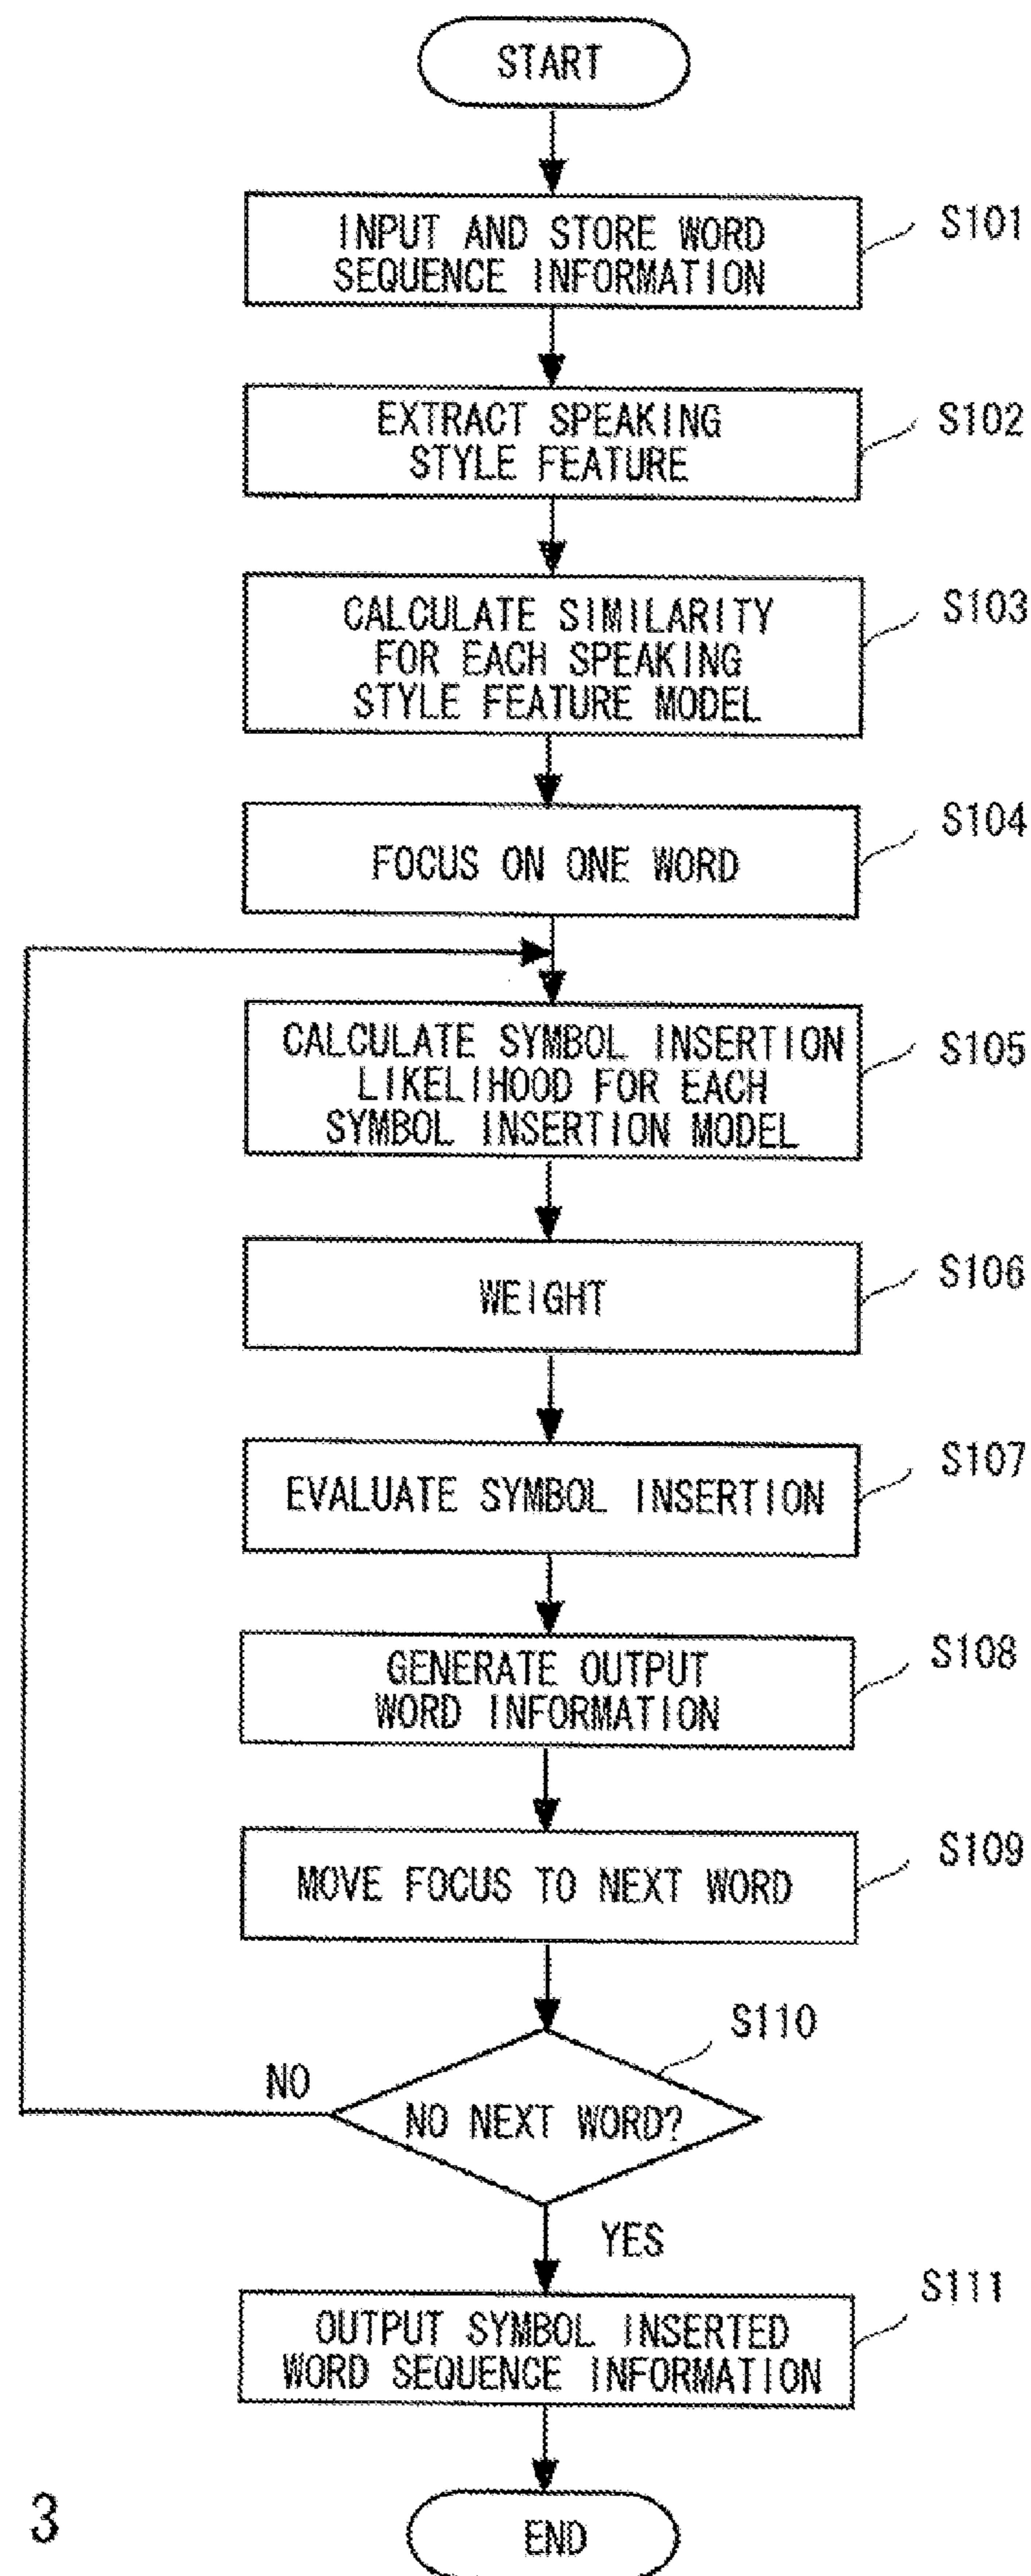 START
INPUT AND STORE WORD
SEQUENCE INFORMATION
S101
EXTRACT SPEAKING
STYLE FEATURE
S102
CALCULATE SIMILARITY
FOR EACH SPEAKING
STYLE FEATURE MODEL
S103
FOCUS ON ONE WORD
S104
CALCULATE SYMBOL INSERTION
LIKELIHOOD FOR EACH
SYMBOL INSERTION MODEL
S105
WEIGHT
S106
EVALUATE SYMBOL INSERTION
S107
GENERATE OUTPUT
WORD INFORMATION
S108
MOVE FOCUS TO NEXT WORD
S109
S110
NO
NO NEXT WORD?
YES
OUTPUT SYMBOL INSERTED
WORD SEQUENCE INFORMATION
S111
END
3